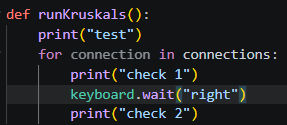 def runKruskals():
    print("test")
    for connection in connections:
        print("check 1")
        keyboard.wait("right")
        print("check 2")